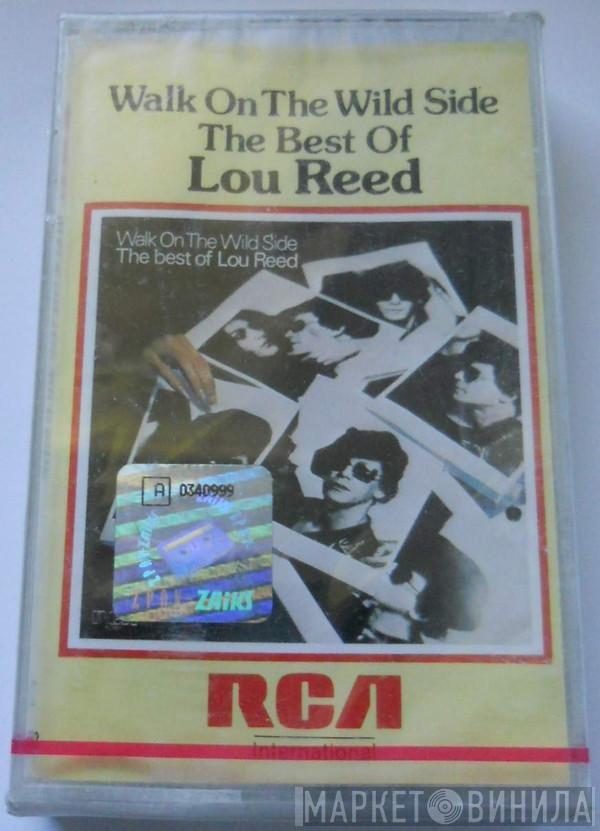 Walk On The Wild Side
The Best Of
Lou Reed
Walk On The Wild Side
The best of Lou Reed
A 0340999
ZPAV
ZAiKS
RCA
International
МАРКЕТ ВИНИЛА